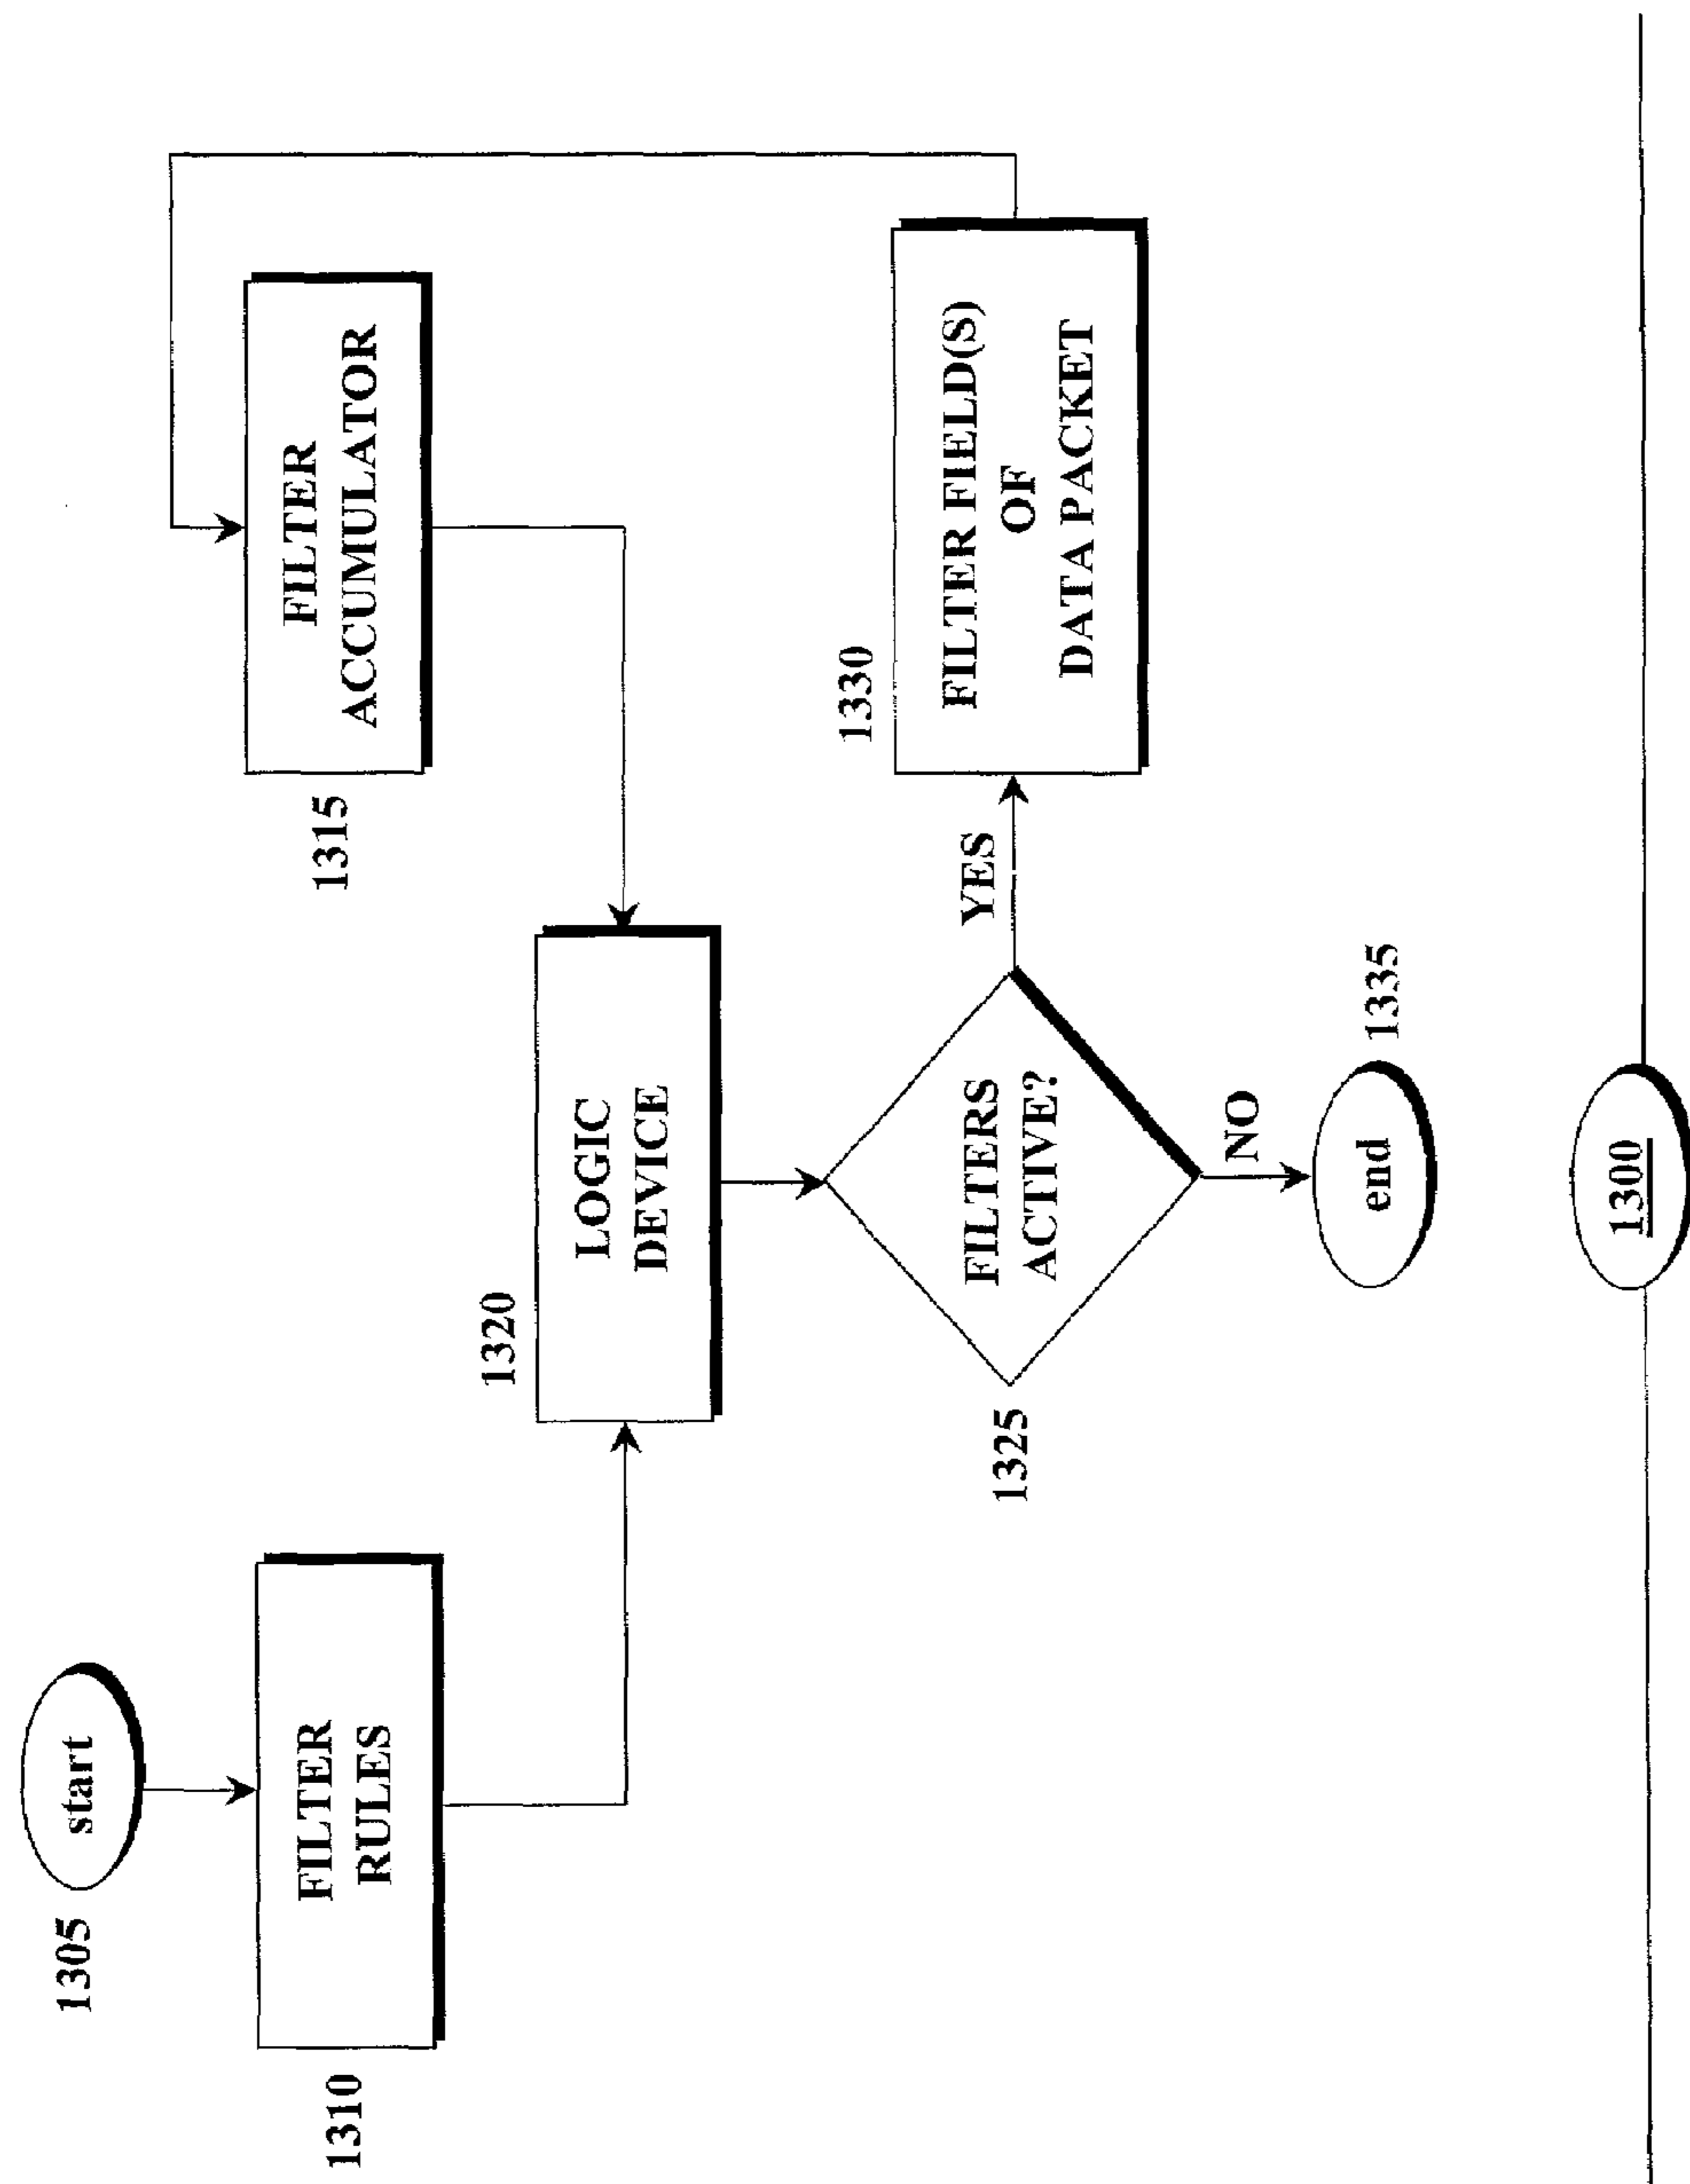 1305
start
1310
FILTER
RULES
1315
FILTER
ACCUMULATOR
1320
LOGIC
DEVICE
1325
FILTERS
ACTIVE?
YES
1330
FILTER FIELD(S)
OF
DATA PACKET
NO
end
1335
1300